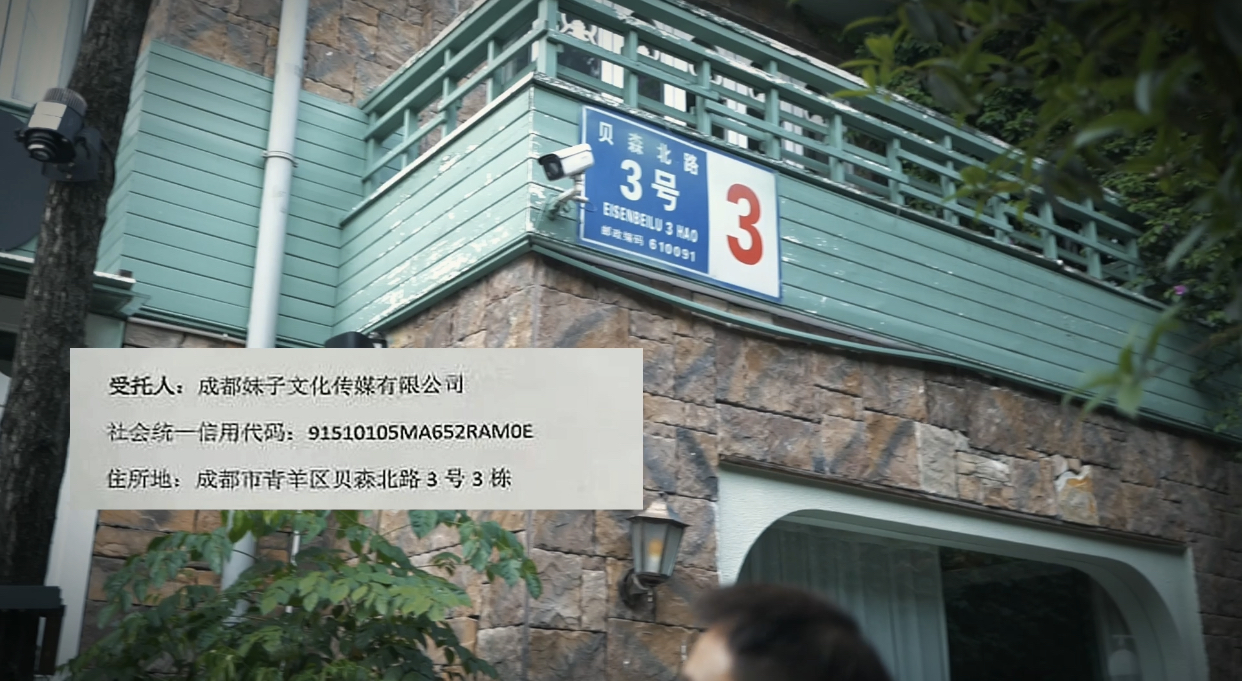 贝森北路
3号
EISENBEILU 3 HAO
邮政编码 610091
3
受托人：成都妹子文化传媒有限公司
社会统一信用代码：91510105MA652RAM0E
住所地：成都市青羊区贝森北路 3 号 3 栋